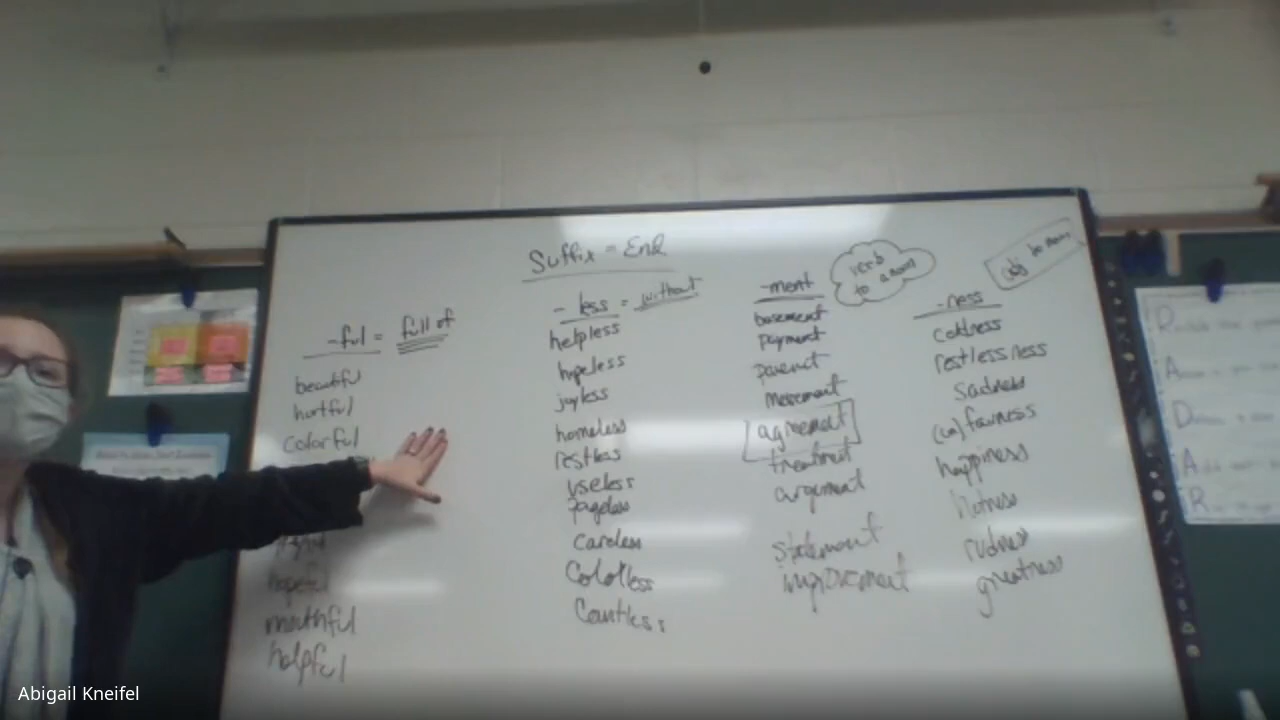 Suffix = End
-ful = full of
beautiful
hurtful
colorful
hopeful
mouthful
helpful
- less = without
helpless
hopeless
joyless
homeless
restless
useless
careless
Colorless
Countless
-ment
verb
to a noun
basement
payment
movement
agreement
treatment
argument
statement
improvement
-ness
adj to noun
coldness
restlessness
sadness
(un)fairness
happiness
hotness
rudness
greatness
Abigail Kneifel